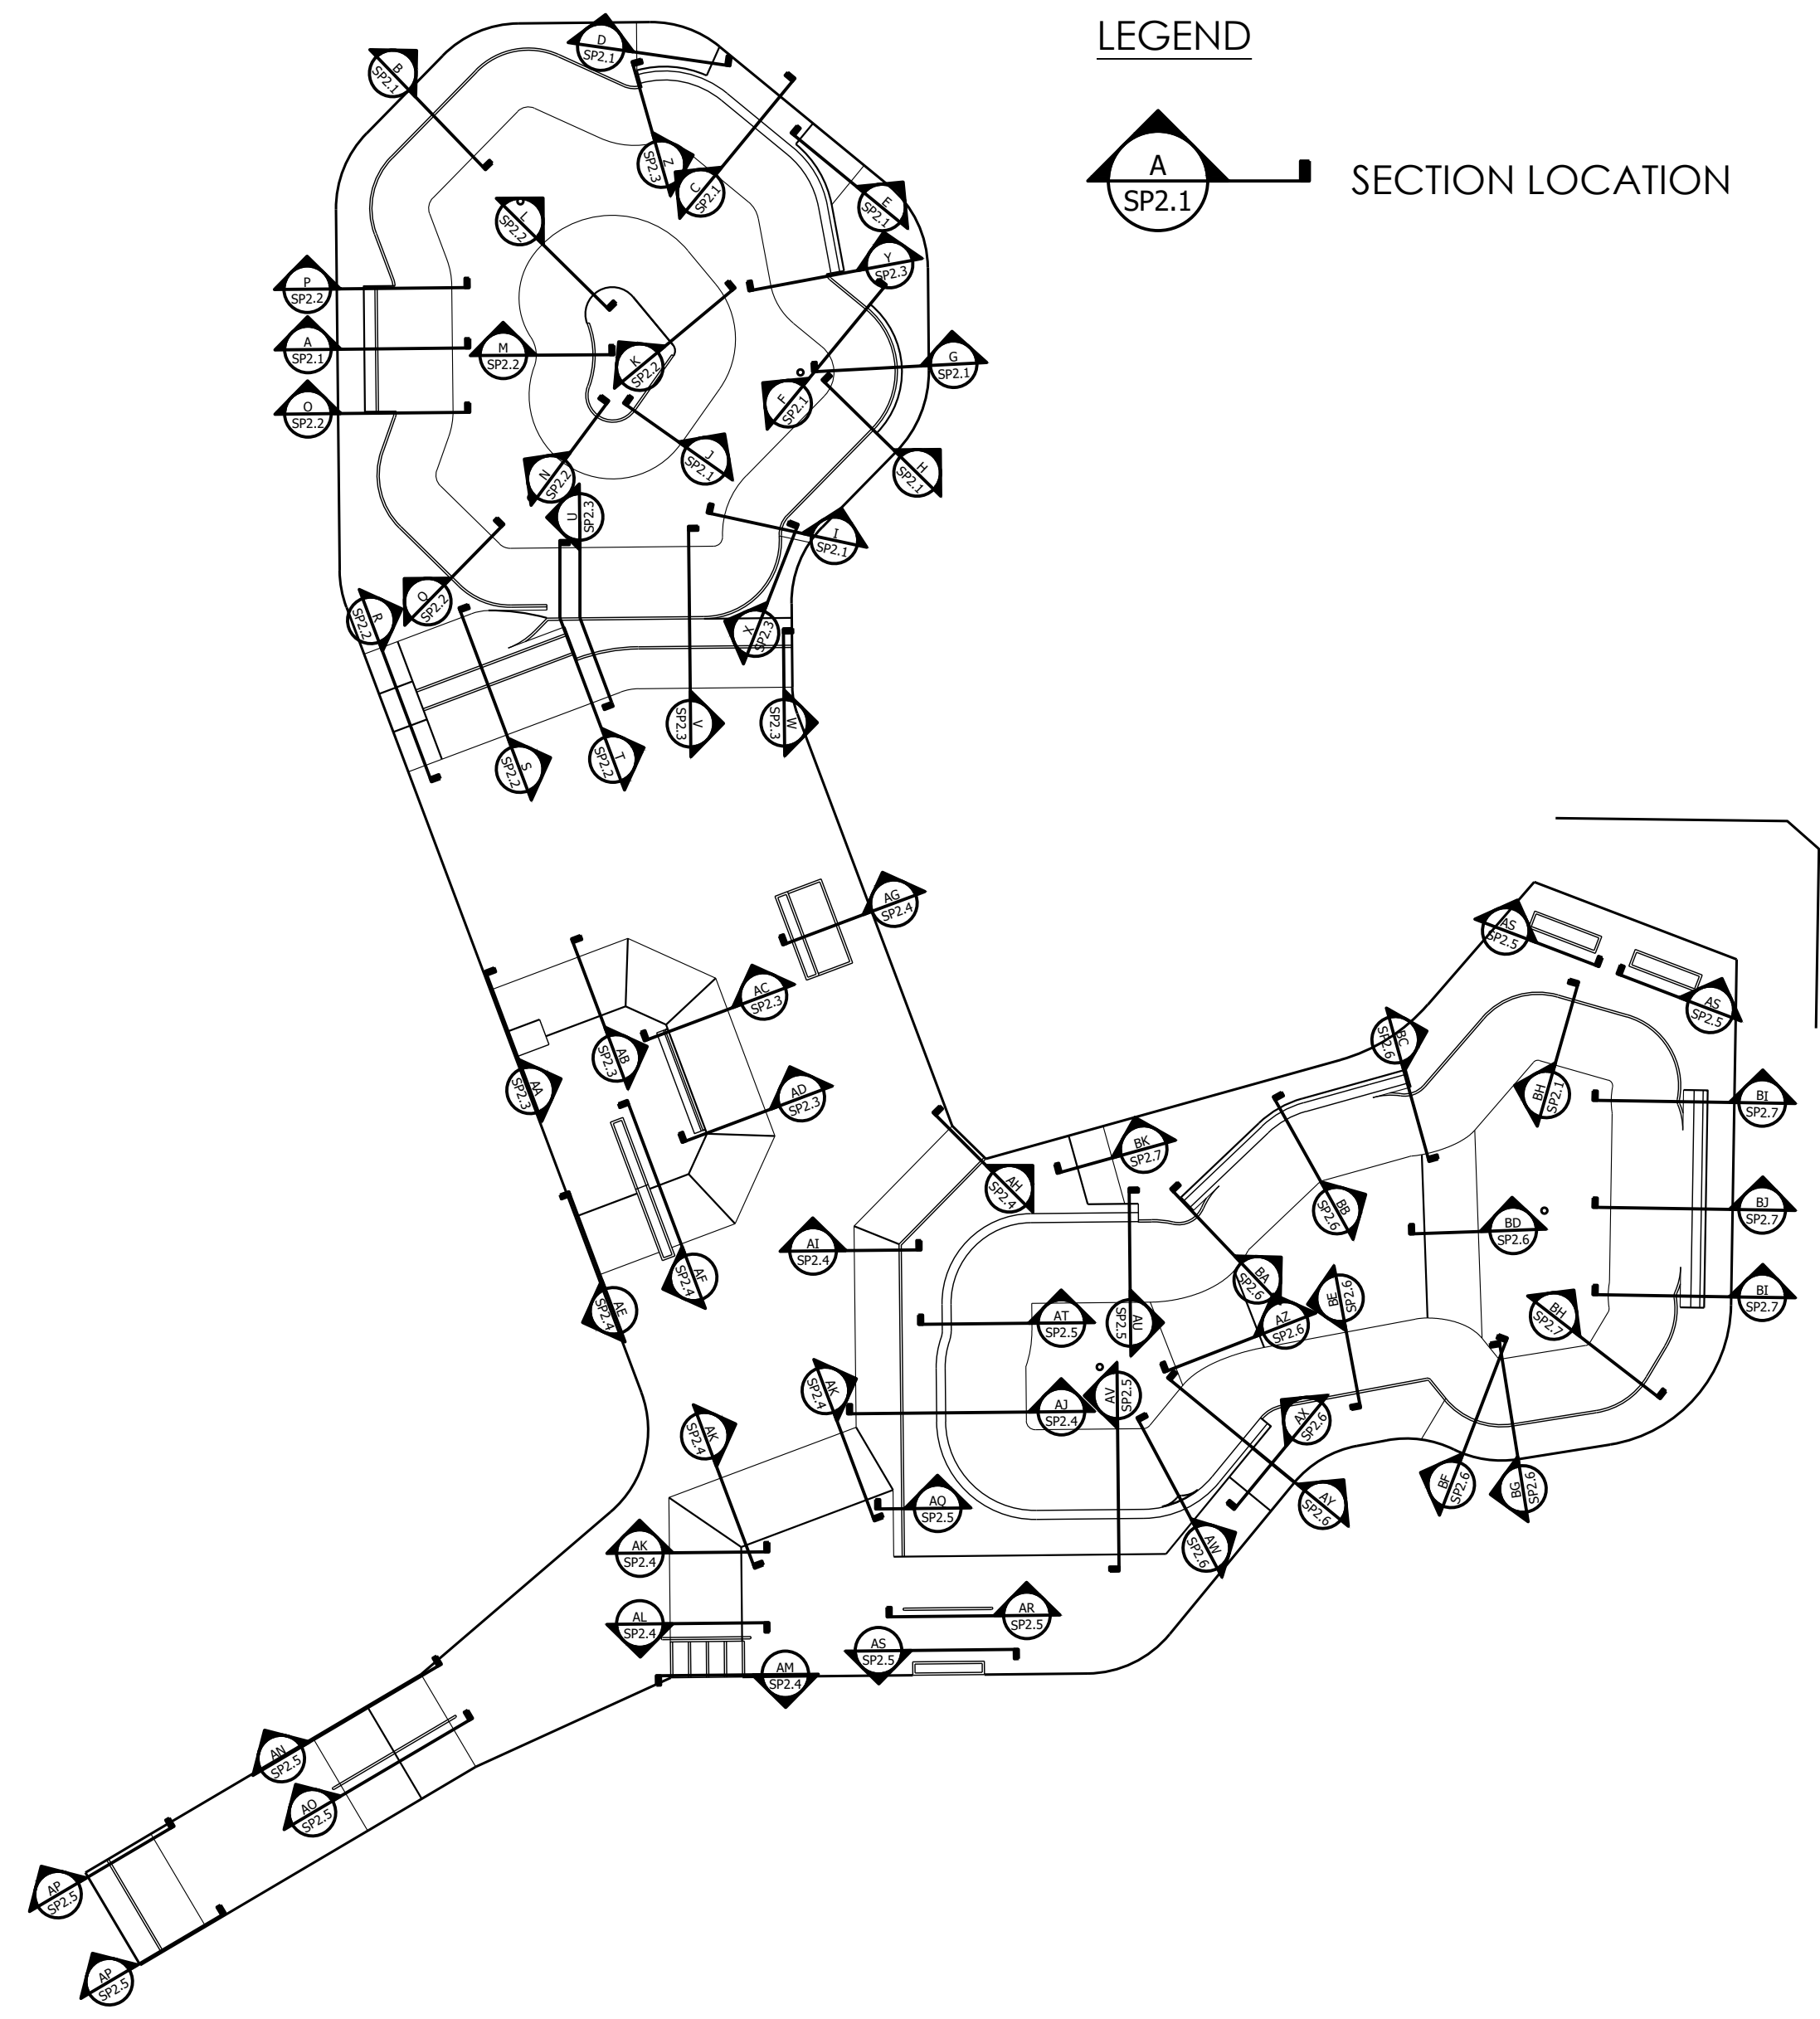 LEGEND
A
SP2.1
SECTION LOCATION
D
SP2.1
B
SP2.1
Z
SP2.3
C
SP2.1
E
SP2.1
L
SP2.2
Y
SP2.3
P
SP2.2
A
SP2.1
M
SP2.2
K
SP2.2
G
SP2.1
F
SP2.1
O
SP2.2
J
SP2.1
H
SP2.1
N
SP2.2
U
SP2.3
I
SP2.1
Q
SP2.2
R
SP2.2
X
SP2.3
S
SP2.2
T
SP2.2
V
SP2.3
W
SP2.3
AG
SP2.4
AS
SP2.5
AS
SP2.5
AC
SP2.3
AB
SP2.3
AA
SP2.3
AD
SP2.3
BC
SP2.6
BH
SP2.1
BI
SP2.7
BK
SP2.7
AH
SP2.4
BB
SP2.6
BD
SP2.6
BJ
SP2.7
AI
SP2.4
AF
SP2.4
AE
SP2.4
BA
SP2.6
BE
SP2.6
BI
SP2.7
BH
SP2.7
AT
SP2.5
AU
SP2.5
AZ
SP2.6
AK
SP2.4
AJ
SP2.4
AV
SP2.5
AX
SP2.6
AK
SP2.4
BF
SP2.6
BG
SP2.6
AQ
SP2.5
AY
SP2.6
AK
SP2.4
AW
SP2.6
AL
SP2.4
AR
SP2.5
AS
SP2.5
AM
SP2.4
AN
SP2.5
AO
SP2.5
AP
SP2.5
AP
SP2.5